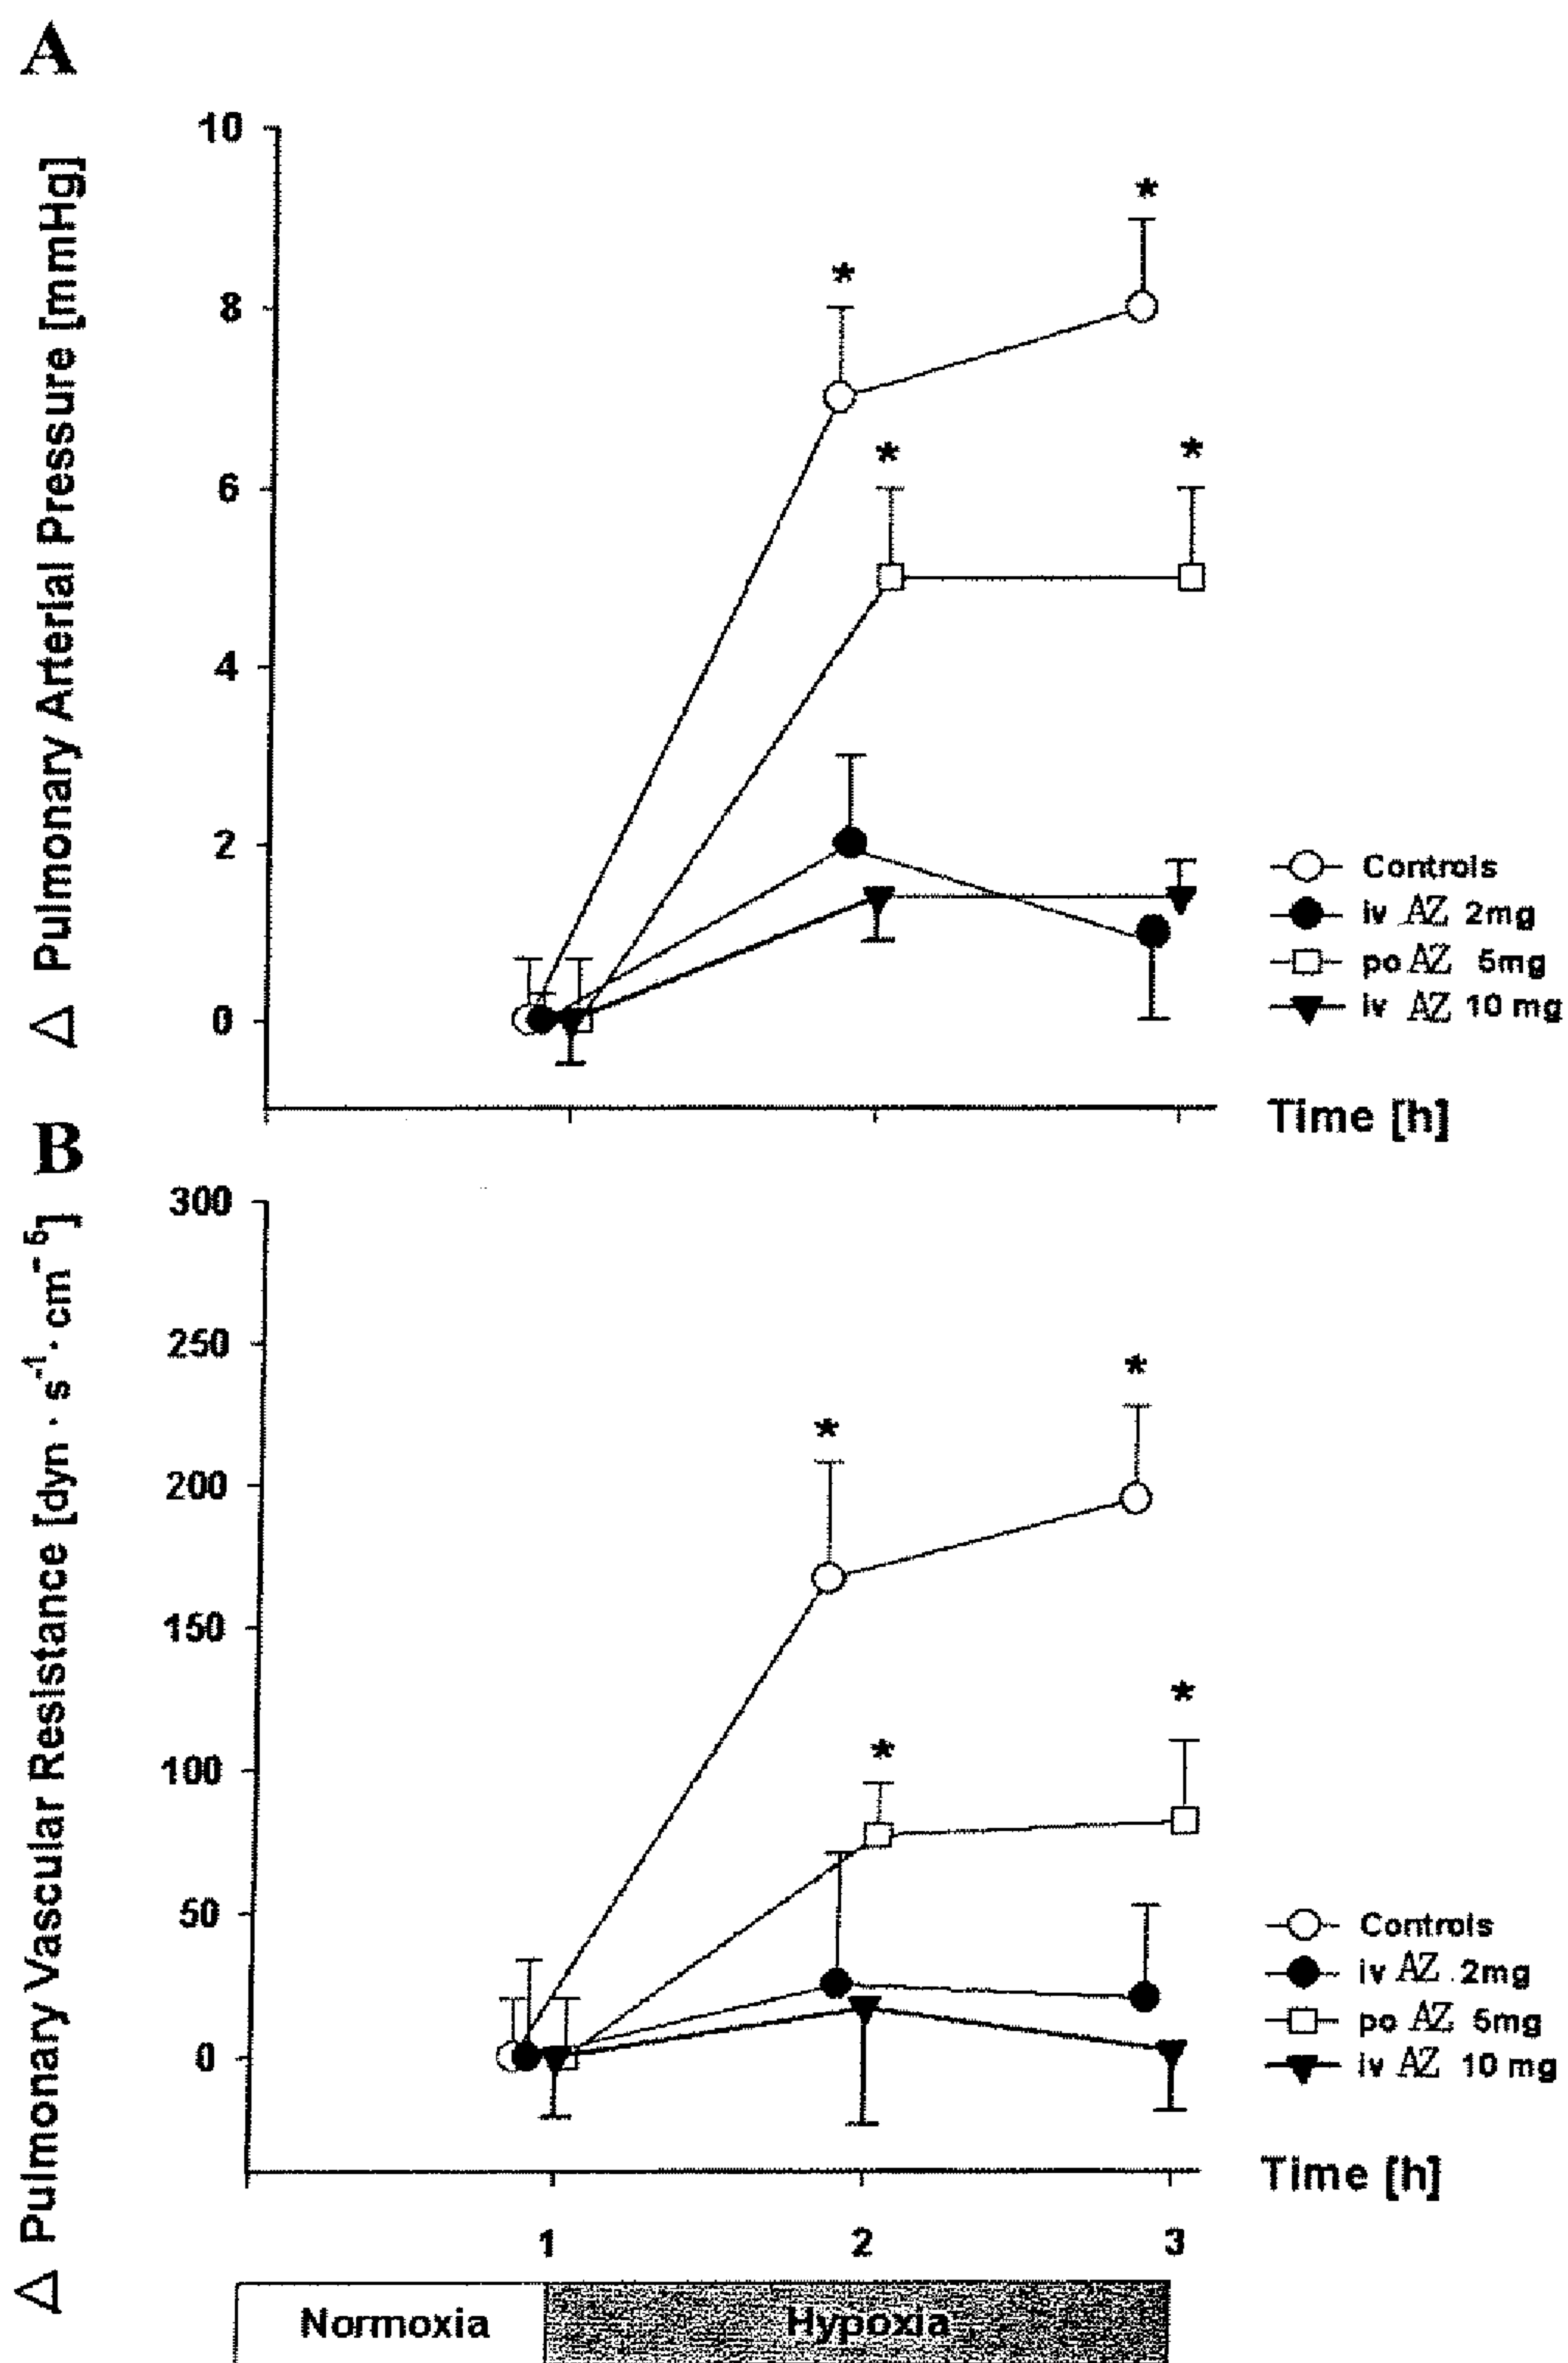 A
Δ Pulmonary Arterial Pressure [mmHg]
10
8
6
4
2
0
*
*
*
*
Controls
iv AZ 2mg
po AZ 5mg
iv AZ 10 mg
Time [h]
B
Δ Pulmonary Vascular Resistance [dyn · s⁻¹ · cm⁻⁵]
300
250
200
150
100
50
0
*
*
*
*
Controls
iv AZ 2mg
po AZ 5mg
iv AZ 10 mg
Time [h]
1 2 3
Normoxia Hypoxia